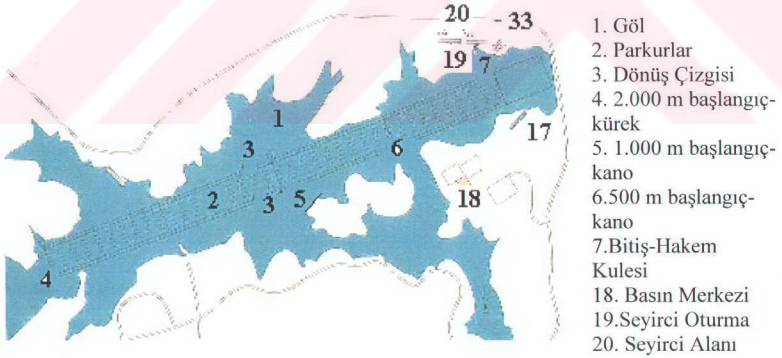 20 - 33
19 7
1
17
3
6
18
2 3 5
4
1. Göl
2. Parkurlar
3. Dönüş Çizgisi
4. 2.000 m başlangıç-
kürek
5. 1.000 m başlangıç-
kano
6.500 m başlangıç-
kano
7.Bitiş-Hakem
Kulesi
18. Basın Merkezi
19.Seyirci Oturma
20. Seyirci Alanı